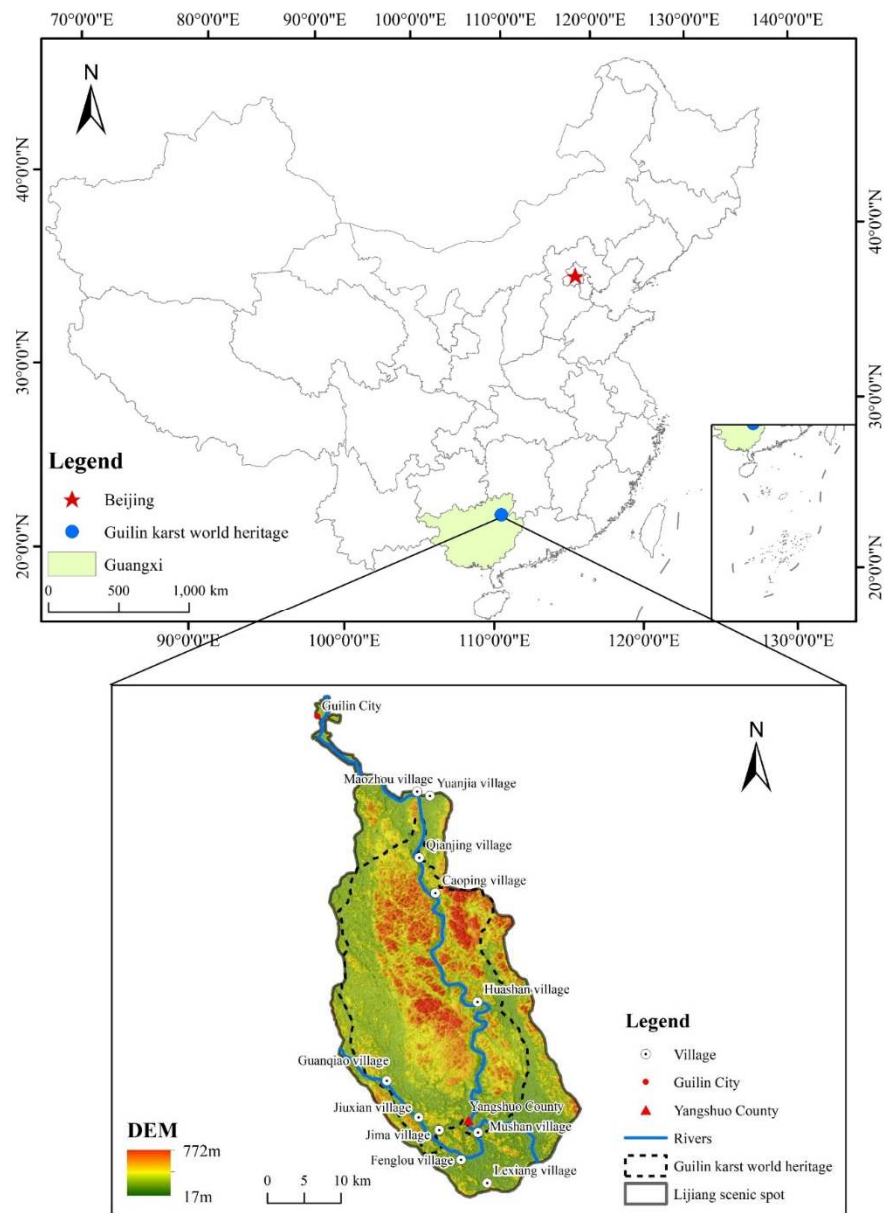 70°0'0"E 80°0'0"E 90°0'0"E 100°0'0"E 110°0'0"E 120°0'0"E 130°0'0"E 140°0'0"E
N
40°0'0"N
40°0'0"N
30°0'0"N
30°0'0"N
Legend
Beijing
Guilin karst world heritage
Guangxi
20°0'0"N
20°0'0"N
0 500 1,000 km
90°0'0"E 100°0'0"E 110°0'0"E 120°0'0"E 130°0'0"E
Guilin City
N
Maozhou village
Yuanjia village
Qianjing village
Caoping village
Huashan village
Guanqiao village
Jiuxian village
Yangshuo County
Jima village
Mushan village
Fenglou village
Lexiang village
Legend
Village
Guilin City
Yangshuo County
Rivers
Guilin karst world heritage
Lijiang scenic spot
DEM
772m
17m
0 5 10 km